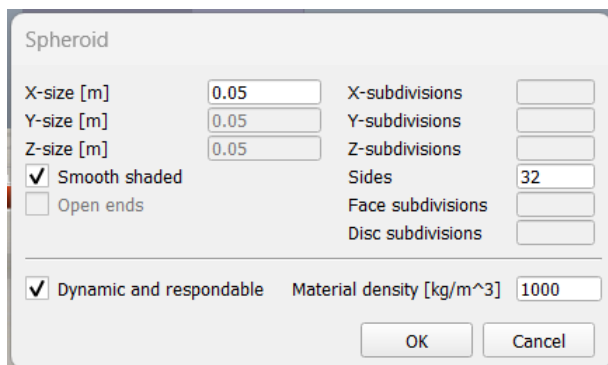 Spheroid
X-size [m] 0.05 X-subdivisions
Y-size [m] 0.05 Y-subdivisions
Z-size [m] 0.05 Z-subdivisions
Smooth shaded Sides 32
Open ends Face subdivisions
Disc subdivisions
Dynamic and respondable Material density [kg/m^3] 1000
OK Cancel